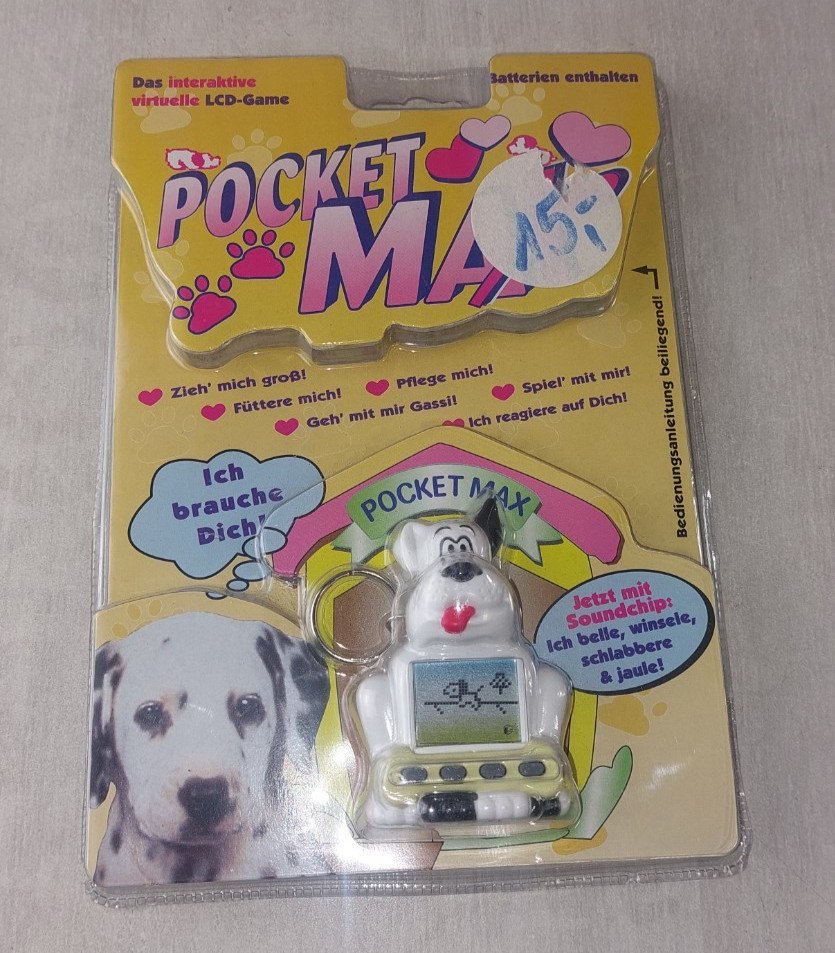 Das interaktive
virtuelle LCD-Game
Batterien enthalten
POCKET
MAX
15,-
Bedienungsanleitung beiliegend!
Zieh' mich groß!
Füttere mich!
Pflege mich!
Geh' mit mir Gassi!
Spiel' mit mir!
Ich reagiere auf Dich!
Ich
brauche
Dich!
POCKET MAX
Jetzt mit
Soundchip:
Ich belle, winsele,
schlabbere
& jaule!